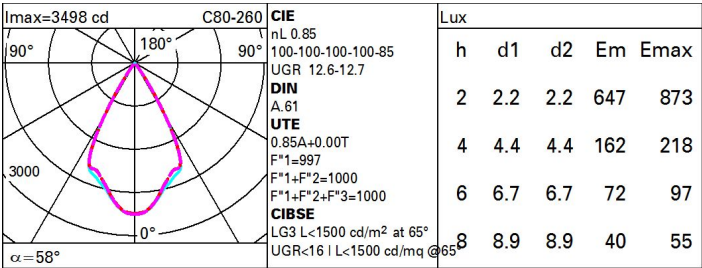 Imax=3498 cd C80-260
90° 180° 90°
3000
0°
α=58°
CIE
nL 0.85
100-100-100-100-85
UGR 12.6-12.7
DIN
A.61
UTE
0.85A+0.00T
F"1=997
F"1+F"2=1000
F"1+F"2+F"3=1000
CIBSE
LG3 L<1500 cd/m² at 65°
UGR<16 | L<1500 cd/mq @65°
Lux
h d1 d2 Em Emax
2 2.2 2.2 647 873
4 4.4 4.4 162 218
6 6.7 6.7 72 97
8 8.9 8.9 40 55